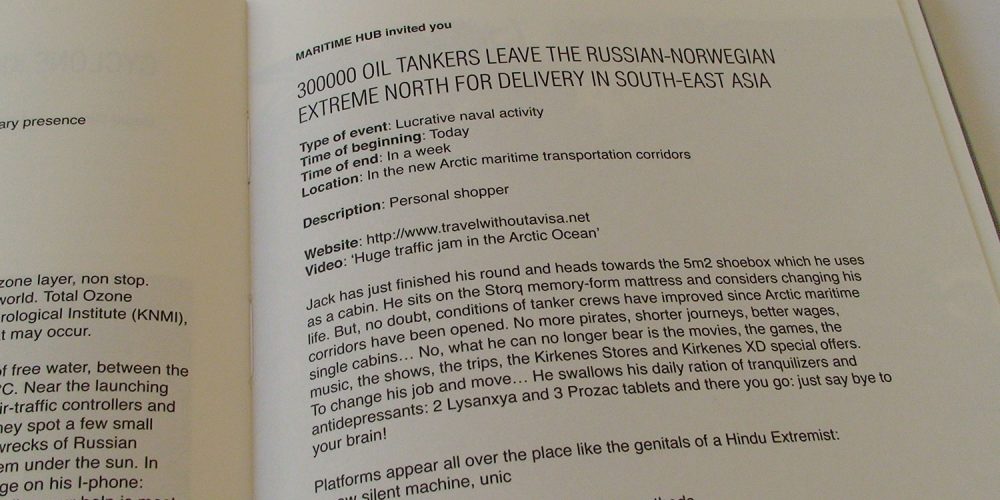 ary presence
zone layer, non stop.
world. Total Ozone
rological Institute (KNMI),
t may occur.
of free water, between the
°C. Near the launching
ir-traffic controllers and
hey spot a few small
wrecks of Russian
em under the sun. In
ge on his I-phone:
MARITIME HUB invited you
300000 OIL TANKERS LEAVE THE RUSSIAN-NORWEGIAN
EXTREME NORTH FOR DELIVERY IN SOUTH-EAST ASIA
Type of event: Lucrative naval activity
Time of beginning: Today
Time of end: In a week
Location: In the new Arctic maritime transportation corridors
Description: Personal shopper
Website: http://www.travelwithoutavisa.net
Video: ‘Huge traffic jam in the Arctic Ocean’
Jack has just finished his round and heads towards the 5m2 shoebox which he uses
as a cabin. He sits on the Storq memory-form mattress and considers changing his
life. But, no doubt, conditions of tanker crews have improved since Arctic maritime
corridors have been opened. No more pirates, shorter journeys, better wages,
single cabins… No, what he can no longer bear is the movies, the games, the
music, the shows, the trips, the Kirkenes Stores and Kirkenes XD special offers.
To change his job and move… He swallows his daily ration of tranquilizers and
antidepressants: 2 Lysanxya and 3 Prozac tablets and there you go: just say bye to
your brain!
Platforms appear all over the place like the genitals of a Hindu Extremist:
silent machine, unic